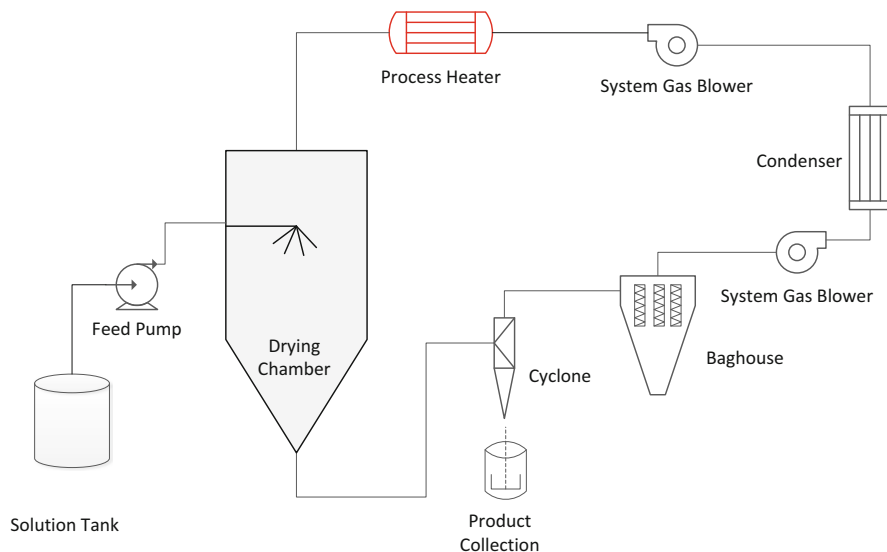 Process Heater
System Gas Blower
Condenser
System Gas Blower
Feed Pump
Drying
Chamber
Cyclone
Baghouse
Solution Tank
Product
Collection